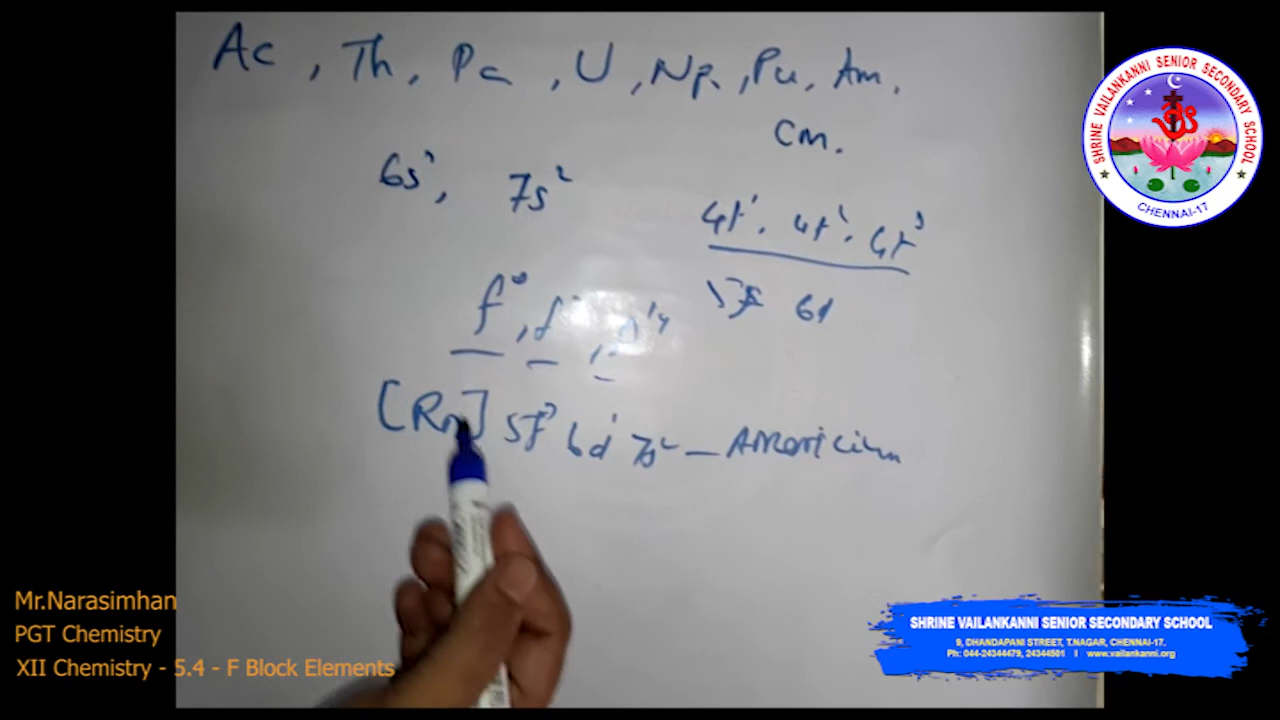 Ac, Th, Pa, U, Np, Pu, Am,
Cm.
6s¹, 7s²
4f¹, 4f², 4f³
5f 6d
f⁰, f
[Rn] 5f⁷ 6d¹ 7s² — Americium
SHRINE VAILANKANNI SENIOR SECONDARY SCHOOL
CHENNAI-17
Mr.Narasimhan
PGT Chemistry
XII Chemistry - 5.4 - F Block Elements
SHRINE VAILANKANNI SENIOR SECONDARY SCHOOL
9, DHANDAPANI STREET, T.NAGAR, CHENNAI-17.
Ph: 044-24344479, 24344501 I www.vailankanni.org